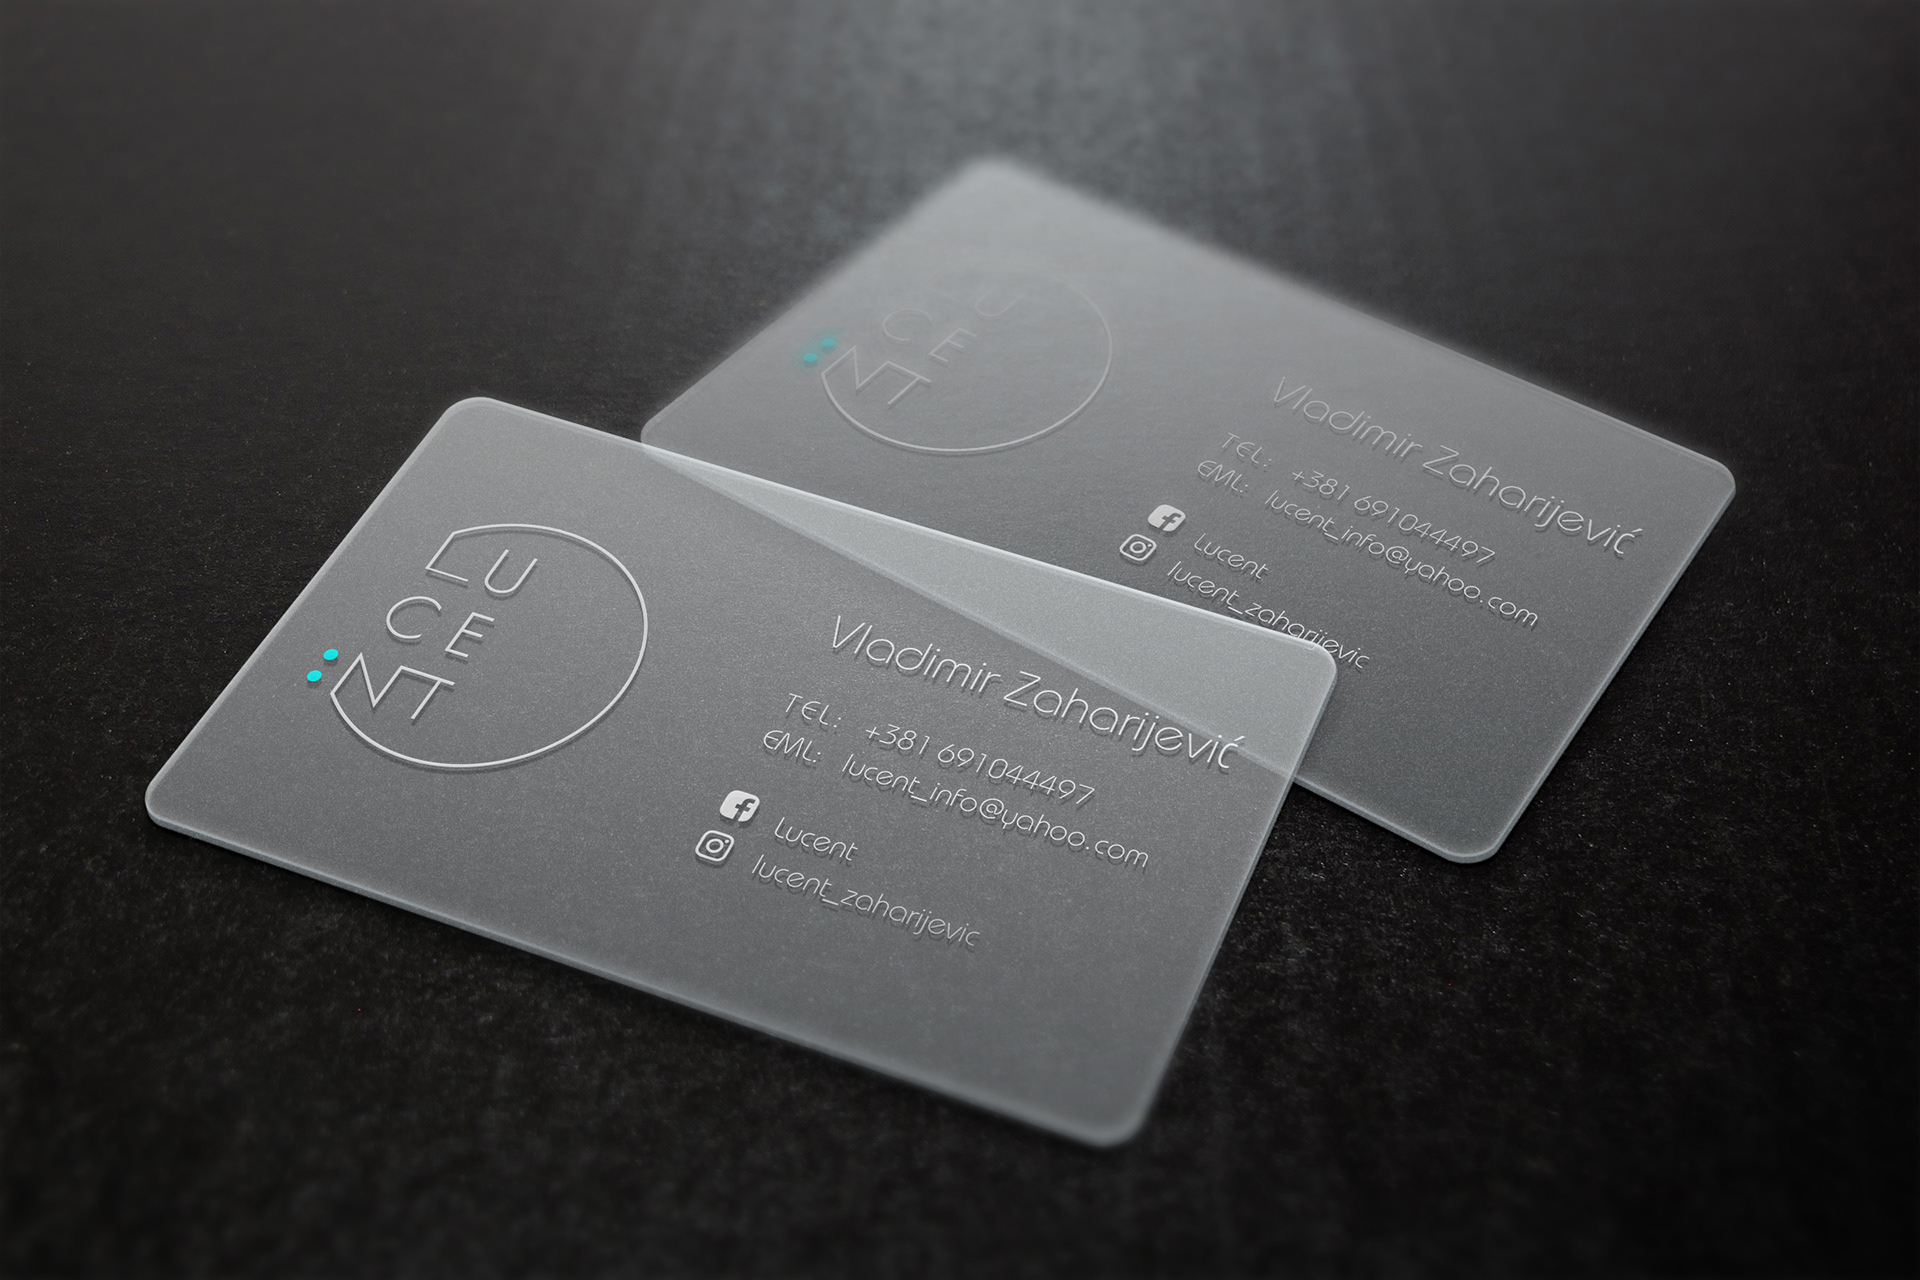 LU
CE
NT
Vladimir Zaharijević
TEL: +381 691044497
EML: lucent_info@yahoo.com
Lucent
lucent_zaharijevic
LU
CE
NT
Vladimir Zaharijević
TEL: +381 691044497
EML: lucent_info@yahoo.com
Lucent
lucent_zaharijevic